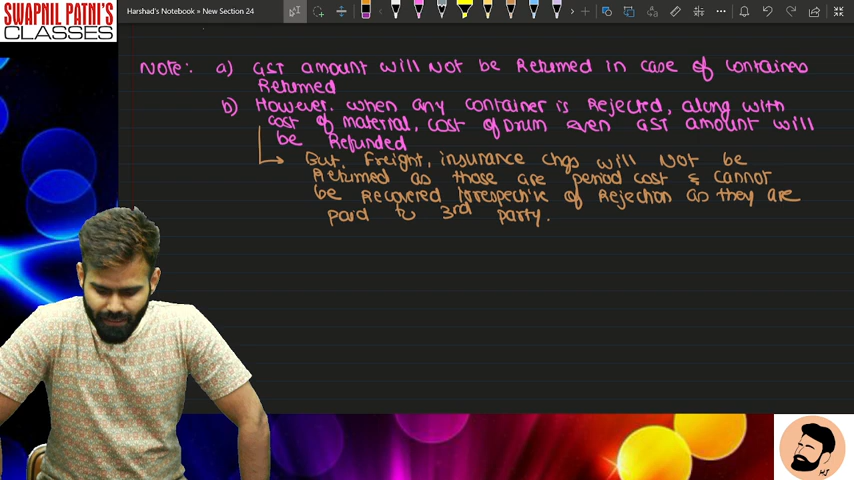 SWAPNIL PATNI'S
CLASSES
Harshad's Notebook » New Section 24
Note: a) GST amount will Not be Returned in case of Containers
Returned
b) However, when any container is Rejected, along with
cost of material, cost of Drum even GST amount will
be Refunded
But, Freight, insurance chgs will Not be
Returned as those are period cost & cannot
be Recovered Irrespective of Rejection as they are
paid to 3rd party.
HJ